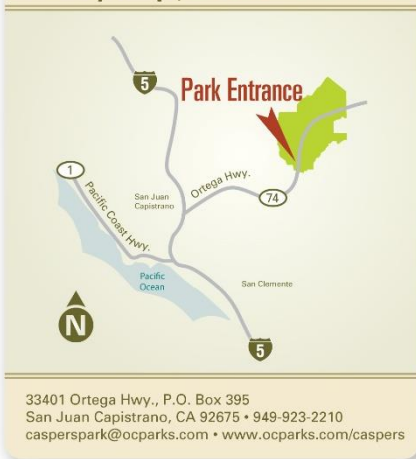 5
Park Entrance
1
Pacific Coast Hwy.
San Juan
Capistrano
Ortega Hwy.
74
Pacific
Ocean
San Clemente
N
5
33401 Ortega Hwy., P.O. Box 395
San Juan Capistrano, CA 92675 • 949-923-2210
casperspark@ocparks.com • www.ocparks.com/caspers